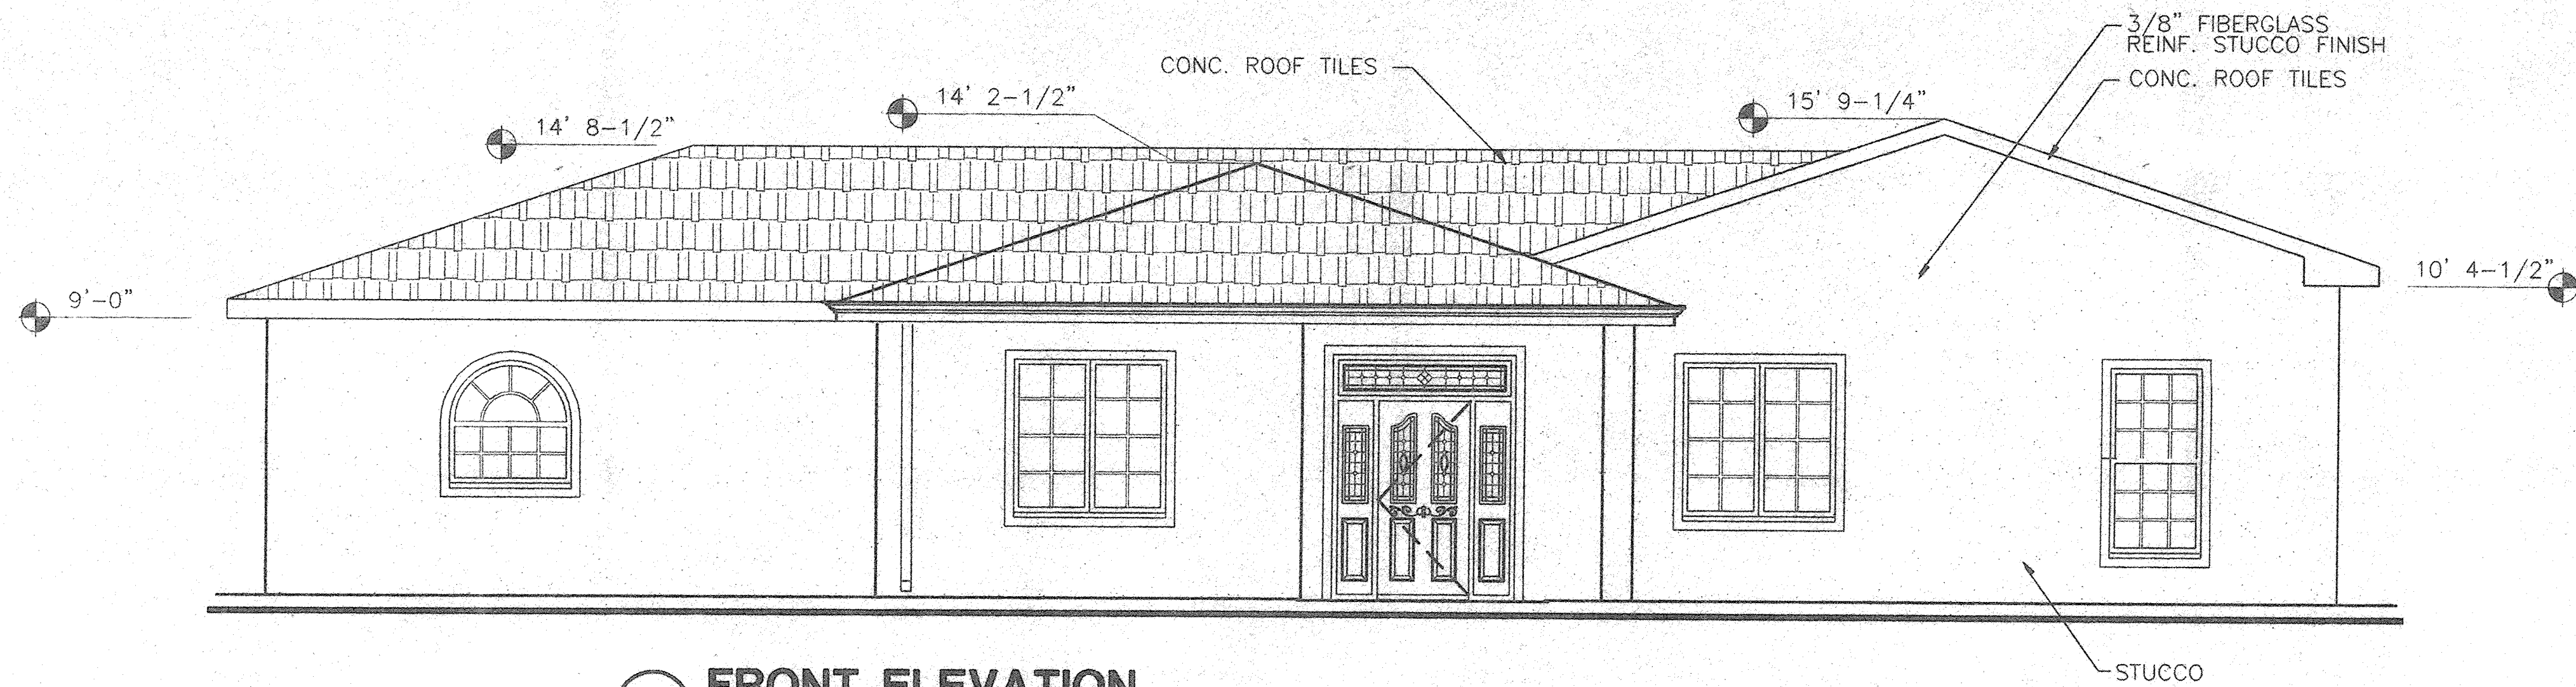 3/8" FIBERGLASS
REINF. STUCCO FINISH
CONC. ROOF TILES
CONC. ROOF TILES
14' 2-1/2"
15' 9-1/4"
14' 8-1/2"
10' 4-1/2"
9'-0"
STUCCO
FRONT ELEVATION